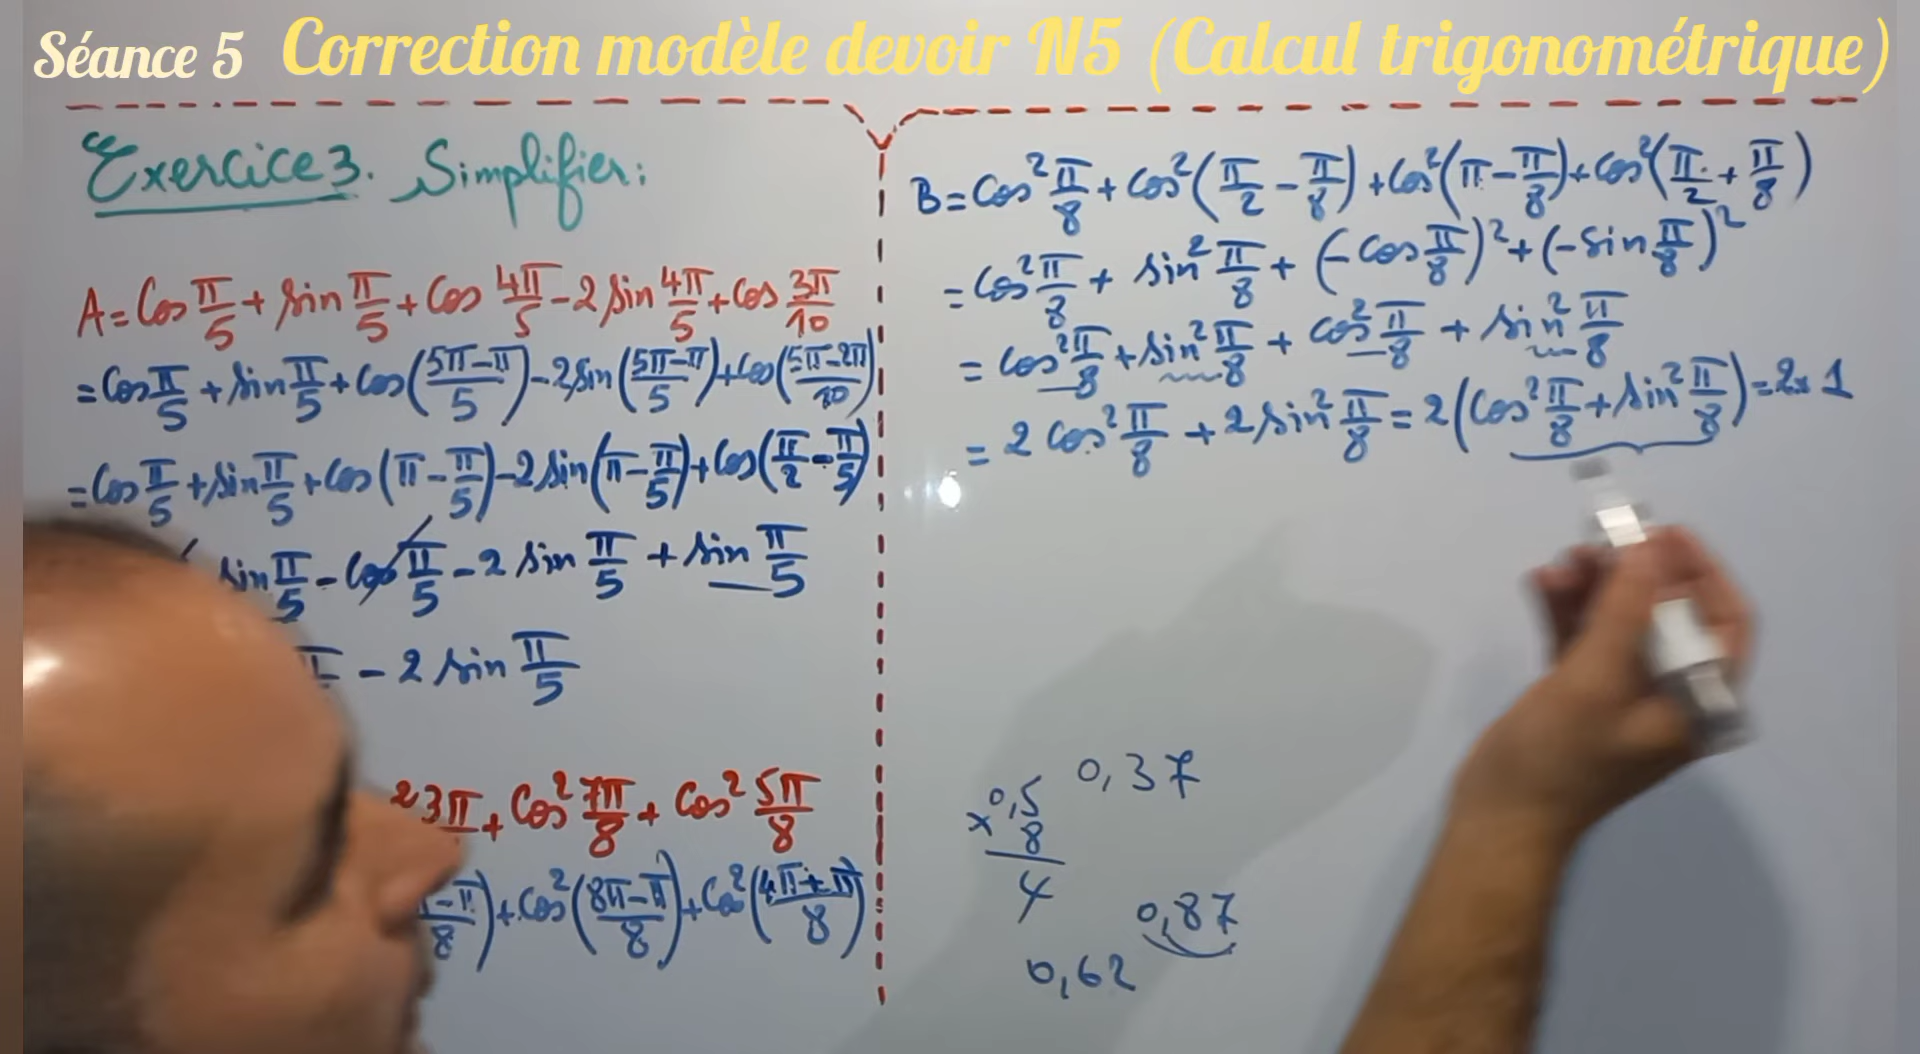 Séance 5 Correction modèle devoir N5 (Calcul trigonométrique)
Exercice 3. Simplifier:
A = Cos π/5 + sin π/5 + cos 4π/5 - 2 sin 4π/5 + cos 3π/10
= Cos π/5 + sin π/5 + cos (5π-π/5) - 2 sin (5π-π/5) + cos (5π-2π/10)
= Cos π/5 + sin π/5 + cos (π - π/5) - 2 sin (π - π/5) + cos (π/2 - π/5)
sin π/5 - cos π/5 - 2 sin π/5 + sin π/5
- 2 sin π/5
² 3π + Cos² 7π/8 + Cos² 5π/8
-π/8) + cos² (8π-π/8) + Cos² (4π+π/8)
B = Cos² π/8 + cos² (π/2 - π/8) + cos² (π - π/8) + cos² (π/2 + π/8)
= cos² π/8 + sin² π/8 + (-cos π/8)² + (-sin π/8)²
= cos² π/8 + sin² π/8 + cos² π/8 + sin² π/8
= 2 cos² π/8 + 2 sin² π/8 = 2 (cos² π/8 + sin² π/8) = 2 × 1
0,37
0,5
× 8
4
0,87
0,62